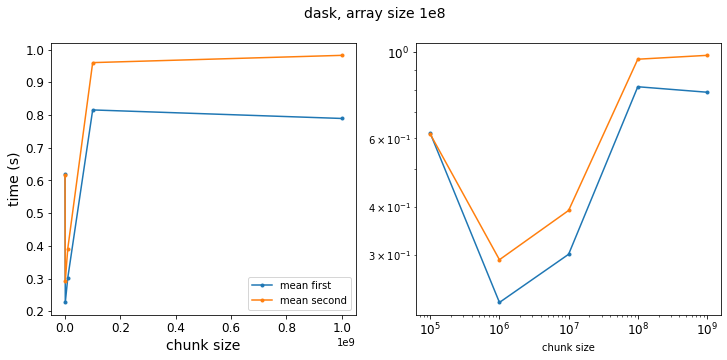 dask, array size 1e8
time (s)
1.0
0.9
0.8
0.7
0.6
0.5
0.4
0.3
0.2
0.0
0.2
0.4
0.6
0.8
1.0
1e9
chunk size
mean first
mean second
10⁰
6 × 10⁻¹
4 × 10⁻¹
3 × 10⁻¹
10⁵
10⁶
10⁷
10⁸
10⁹
chunk size